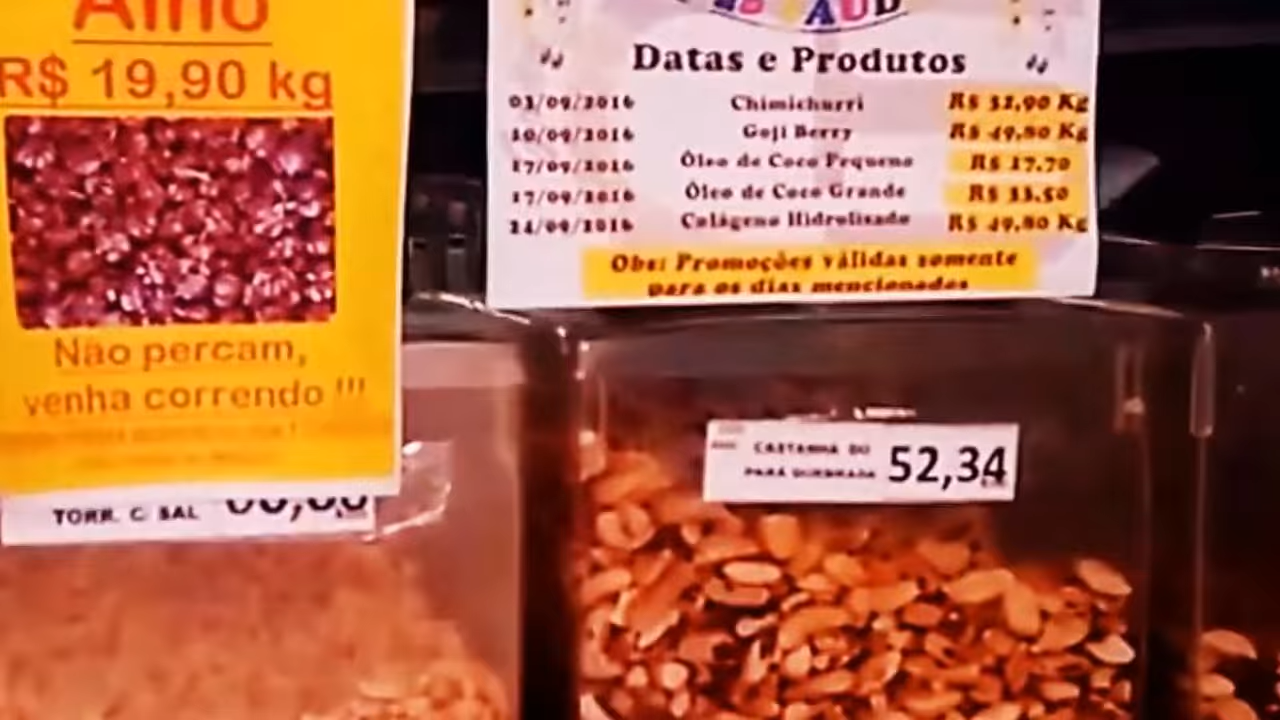 Alho
R$ 19,90 kg
Não percam,
venha correndo !!!
TORR. C. SAL
Datas e Produtos
03/09/2016 Chimichurri R$ 32,90 Kg
10/09/2016 Goji Berry R$ 49,80 Kg
17/09/2016 Óleo de Coco Pequeno R$ 17,70
17/09/2016 Óleo de Coco Grande R$ 33,50
24/09/2016 Colágeno Hidrolisado R$ 49,80 Kg
Obs: Promoções válidas somente
para os dias mencionados
CASTANHA DO
PARÁ QUEBRADA 52,34